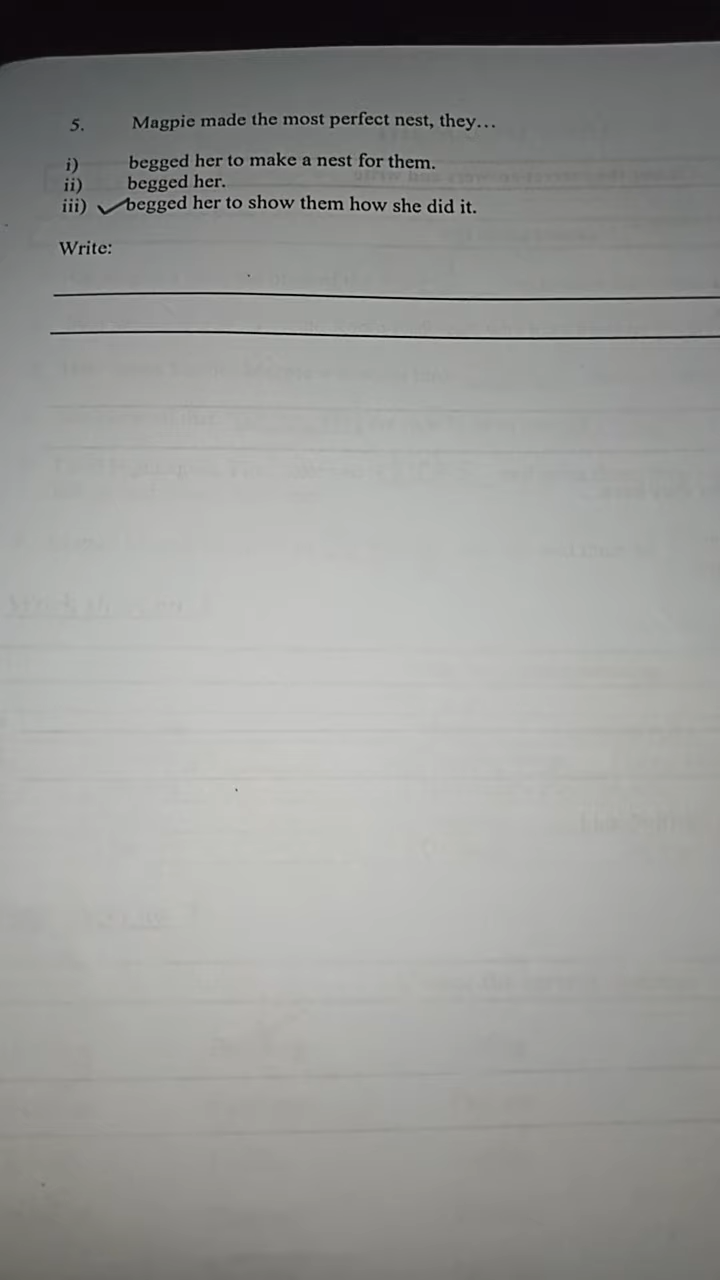 5. Magpie made the most perfect nest, they...
i) begged her to make a nest for them.
ii) begged her.
iii) begged her to show them how she did it.
Write: